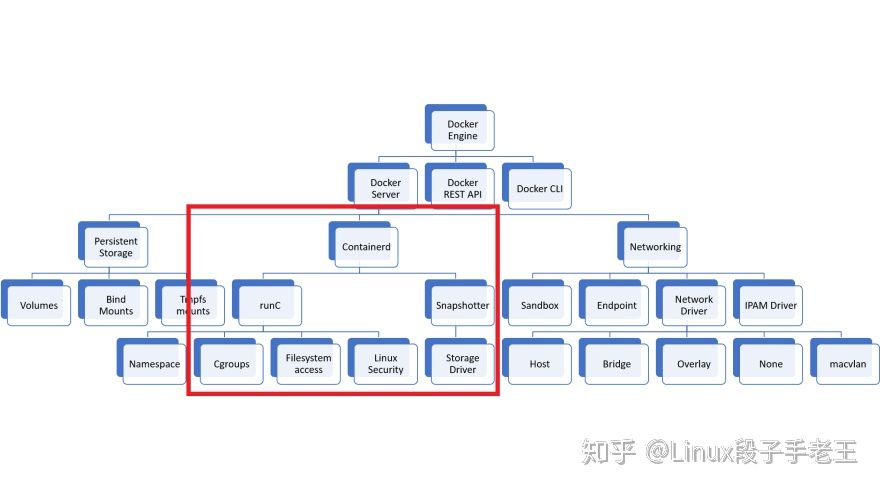 Docker
Engine
Docker
Server
Docker
REST API
Docker CLI
Persistent
Storage
Containerd
Networking
Volumes
Bind
Mounts
Tmpfs
mounts
runC
Snapshotter
Sandbox
Endpoint
Network
Driver
IPAM Driver
Namespace
Cgroups
Filesystem
access
Linux
Security
Storage
Driver
Host
Bridge
Overlay
None
macvlan
知乎 @Linux段子手老王